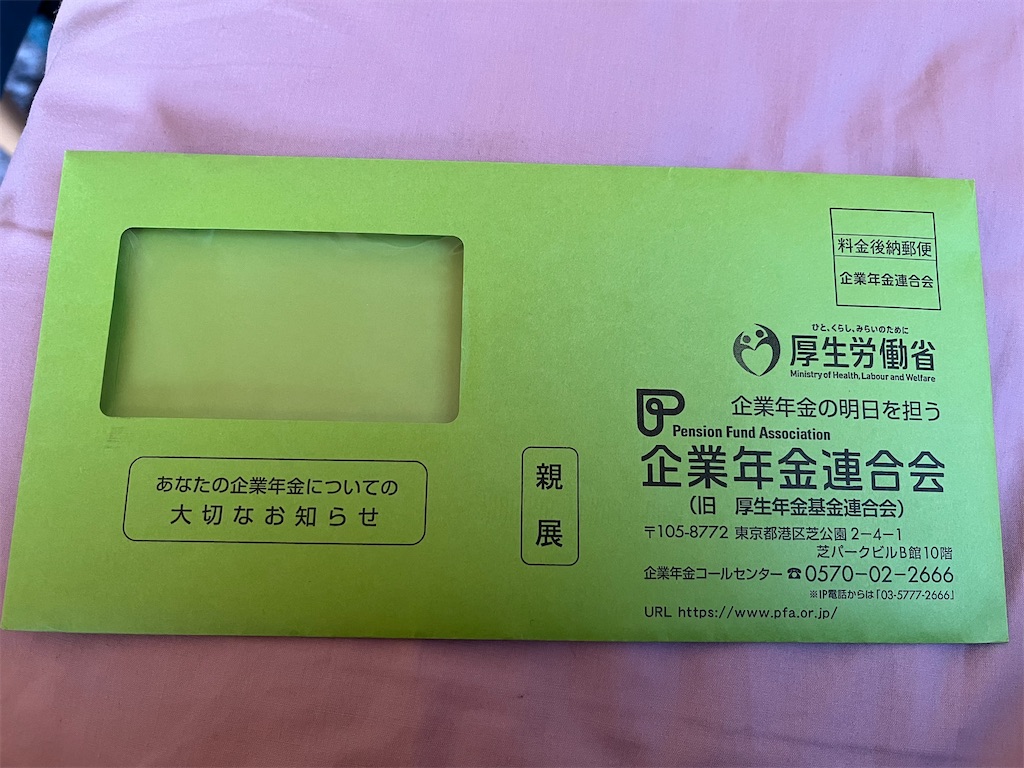 料金後納郵便
企業年金連合会
ひと、くらし、みらいのために
厚生労働省
Ministry of Health, Labour and Welfare
企業年金の明日を担う
Pension Fund Association
企業年金連合会
(旧 厚生年金基金連合会)
〒105-8772 東京都港区芝公園2-4-1
芝パークビルB館10階
企業年金コールセンター ☎0570-02-2666
※IP電話からは「03-5777-2666」
URL https://www.pfa.or.jp/
親展
あなたの企業年金についての
大切なお知らせ